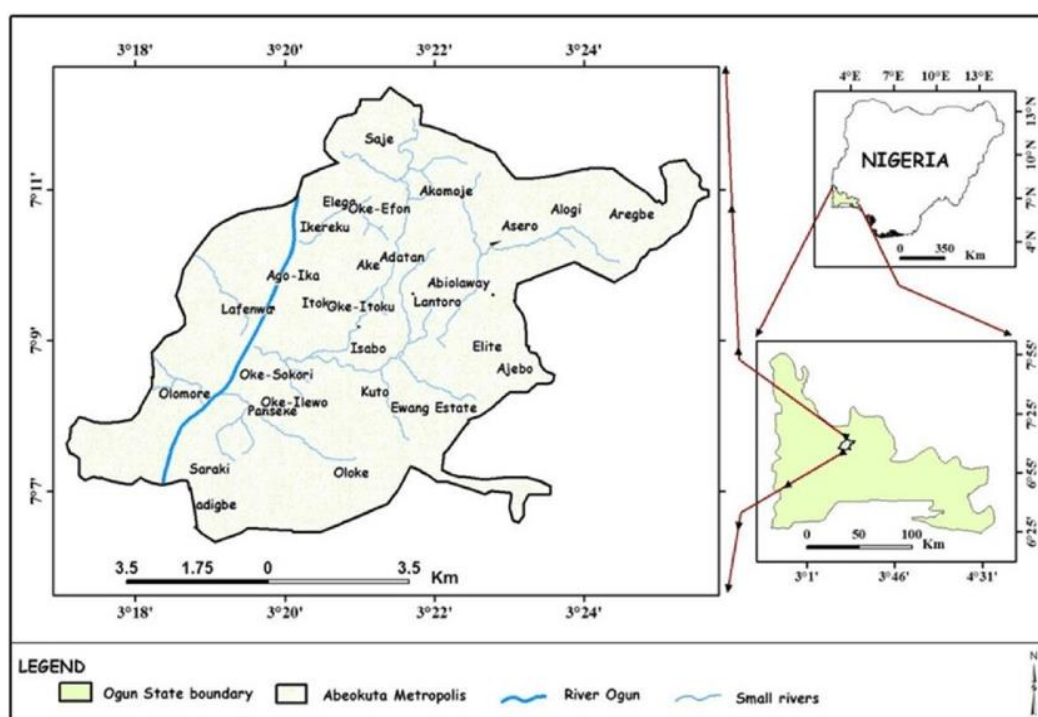 3°18' 3°20' 3°22' 3°24'
7°11'
7°9'
7°7'
Saje
Akomoje
Elega
Oke-Efon
Ikereku
Alogi
Aregbe
Asero
Adatan
Ake
Ago-Ika
Abiolaway
Itoko
Oke-Itoku
Lantoro
Lafenwa
Isabo
Elite
Ajebo
Oke-Sokori
Olomore
Oke-Ilewo
Panseke
Kuto
Ewang Estate
Saraki
Oloke
adigbe
3.5 1.75 0 3.5 Km
3°18' 3°20' 3°22' 3°24'
4°E 7°E 10°E 13°E
13°N
10°N
7°N
4°N
NIGERIA
0 350
Km
7°55'
7°25'
6°55'
6°25'
0 50 100
Km
3°1' 3°46' 4°31'
LEGEND
Ogun State boundary Abeokuta Metropolis River Ogun Small rivers
N